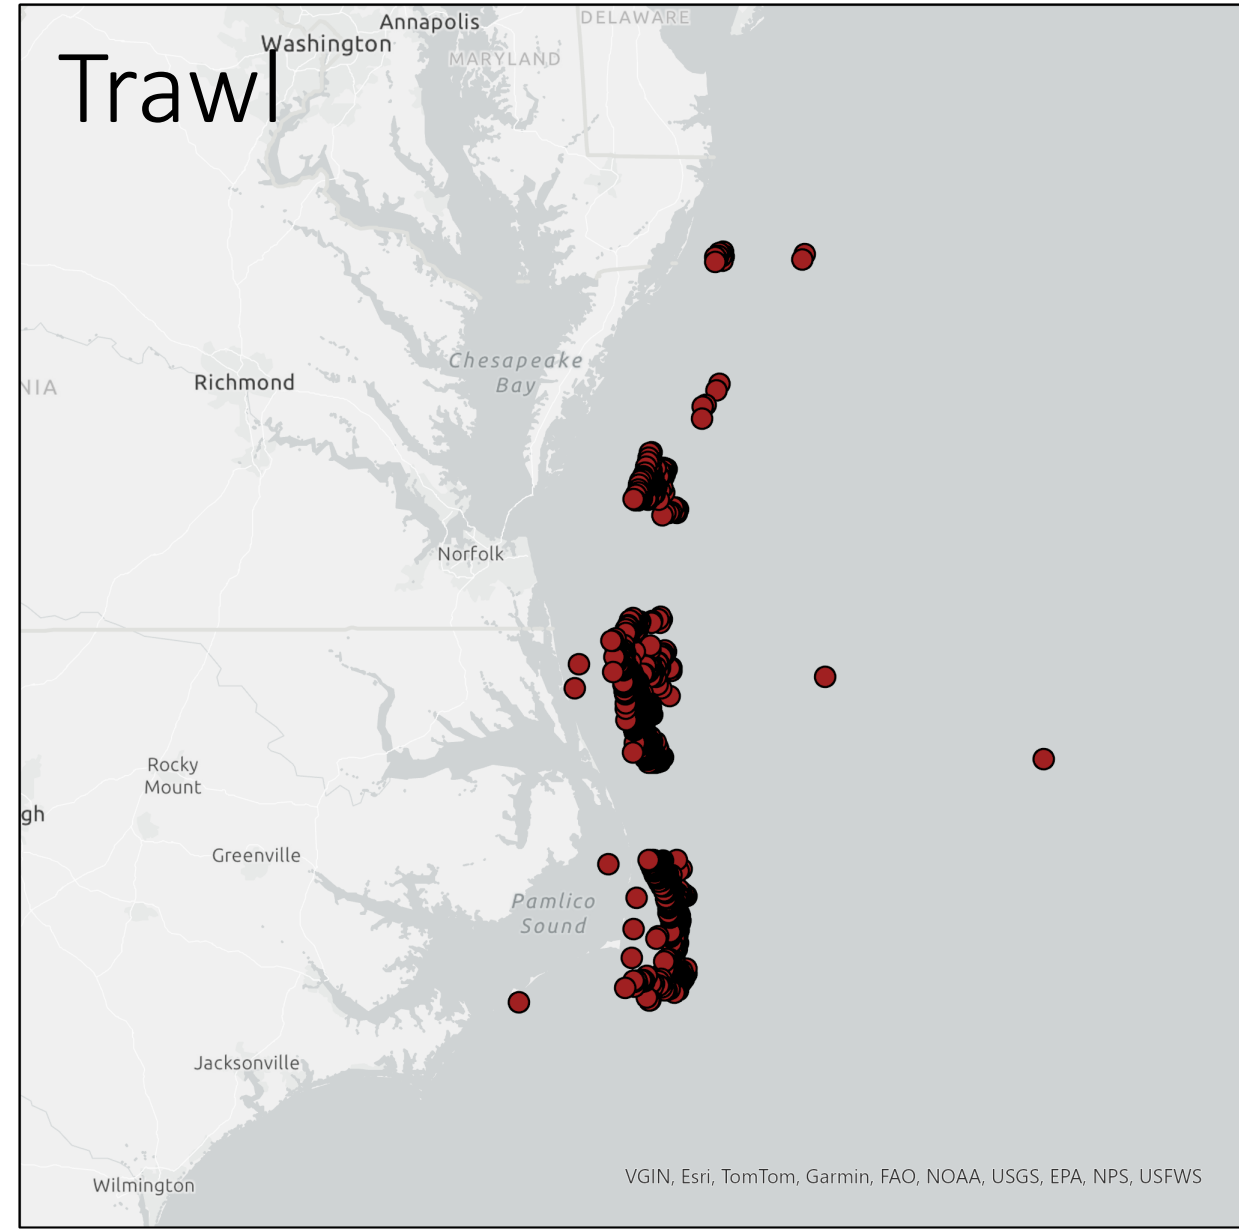 Annapolis
DELAWARE
Washington
MARYLAND
Trawl
Chesapeake
Bay
Richmond
NIA
Norfolk
Rocky
Mount
gh
Greenville
Pamlico
Sound
Jacksonville
VGIN, Esri, TomTom, Garmin, FAO, NOAA, USGS, EPA, NPS, USFWS
Wilmington